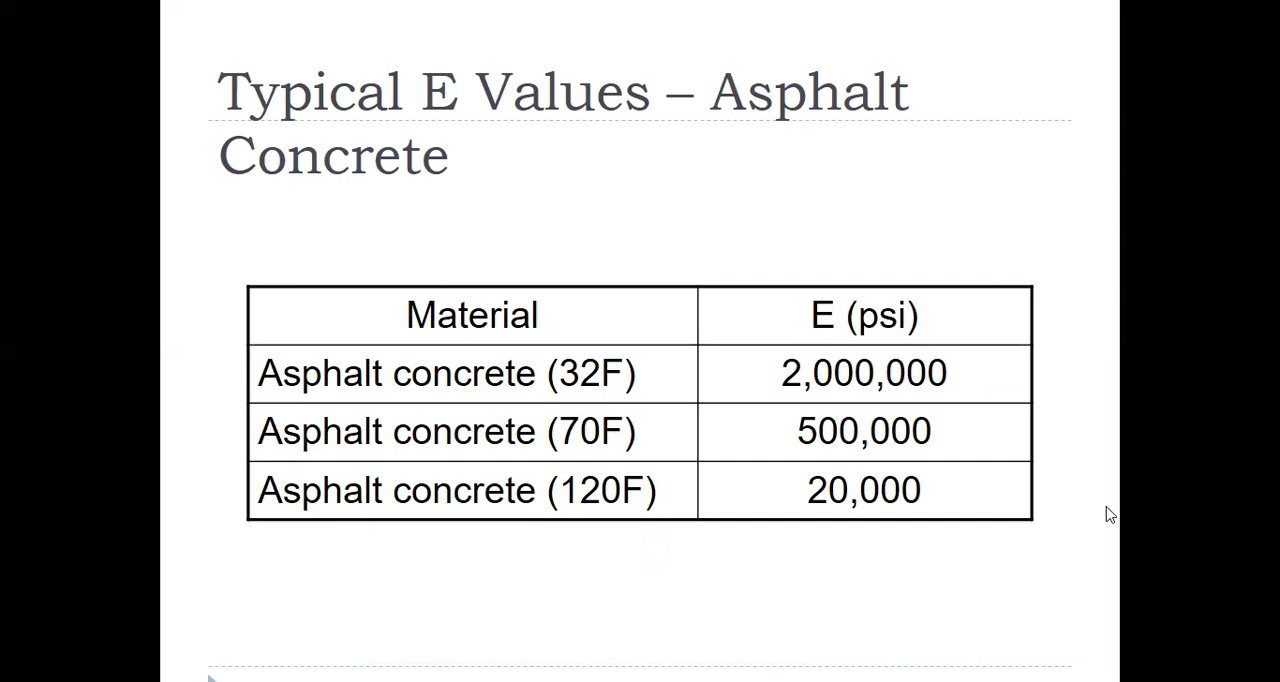 Typical E Values – Asphalt
Concrete
Material E (psi)
Asphalt concrete (32F) 2,000,000
Asphalt concrete (70F) 500,000
Asphalt concrete (120F) 20,000